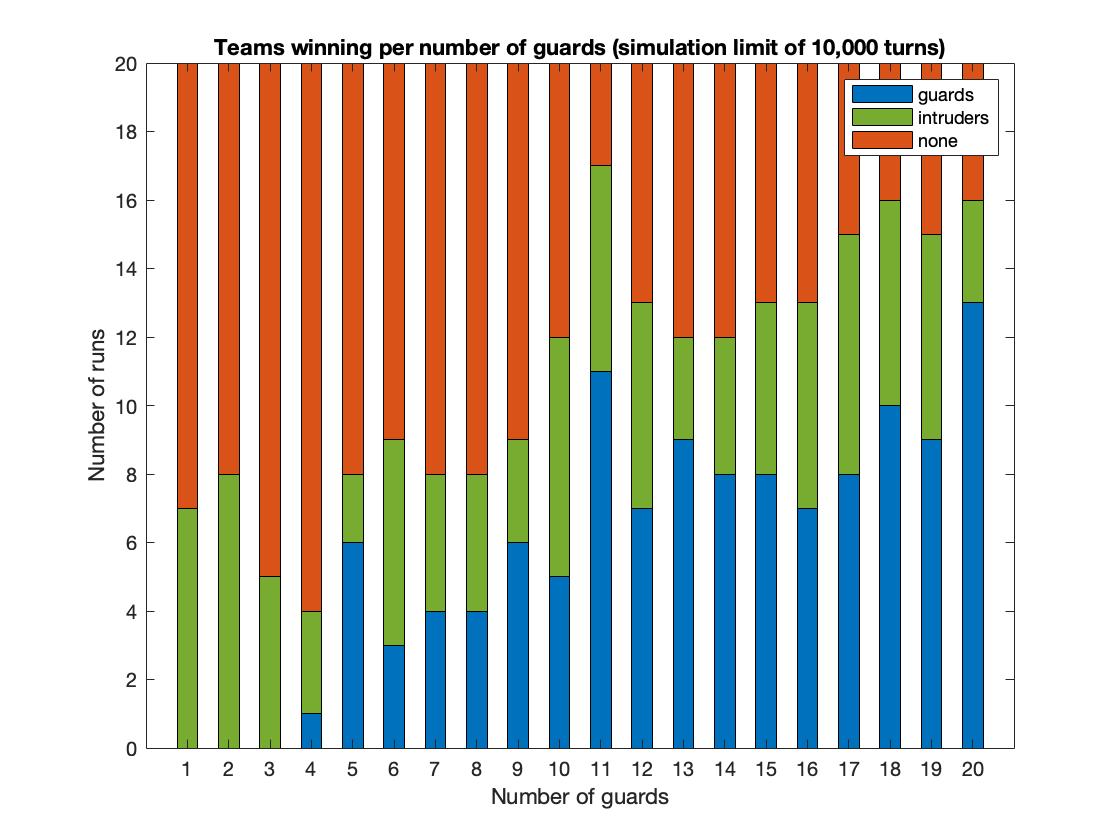 Teams winning per number of guards (simulation limit of 10,000 turns)
20
18
16
14
12
10
8
6
4
2
0
Number of runs
guards
intruders
none
1 2 3 4 5 6 7 8 9 10 11 12 13 14 15 16 17 18 19 20
Number of guards